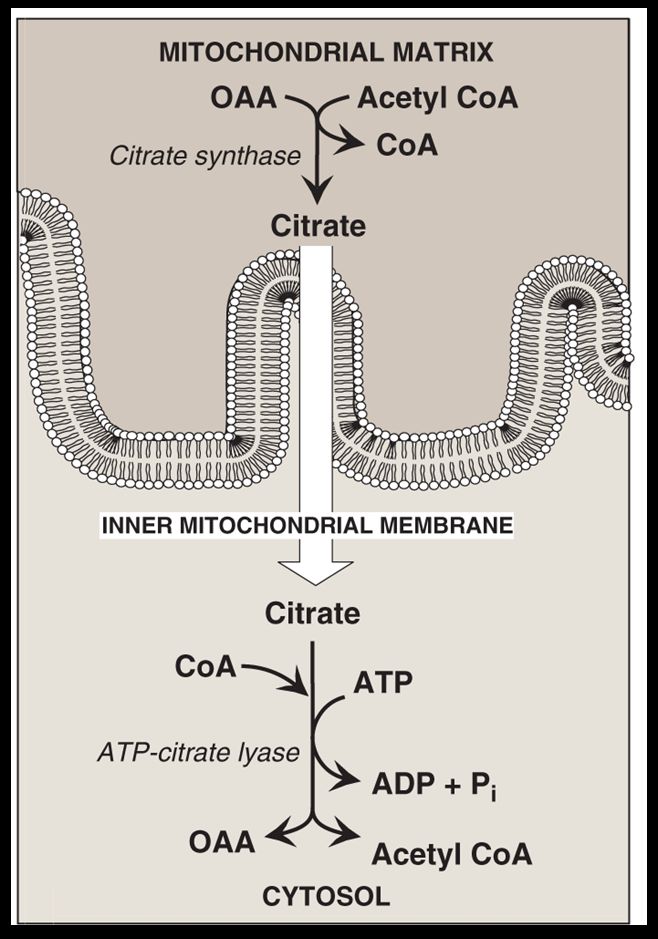 MITOCHONDRIAL MATRIX
OAA Acetyl CoA
Citrate synthase CoA
Citrate
INNER MITOCHONDRIAL MEMBRANE
Citrate
CoA ATP
ATP-citrate lyase
ADP + Pi
OAA Acetyl CoA
CYTOSOL